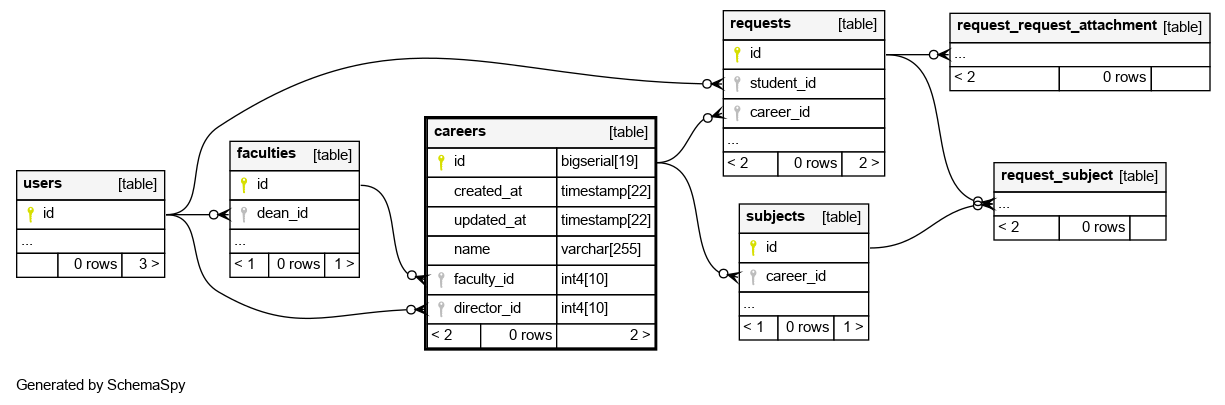 users [table]
id
...
0 rows 3 >
faculties [table]
id
dean_id
...
< 1 0 rows 1 >
careers [table]
id bigserial[19]
created_at timestamp[22]
updated_at timestamp[22]
name varchar[255]
faculty_id int4[10]
director_id int4[10]
< 2 0 rows 2 >
requests [table]
id
student_id
career_id
...
< 2 0 rows 2 >
subjects [table]
id
career_id
...
< 1 0 rows 1 >
request_request_attachment [table]
...
< 2 0 rows
request_subject [table]
...
< 2 0 rows
Generated by SchemaSpy